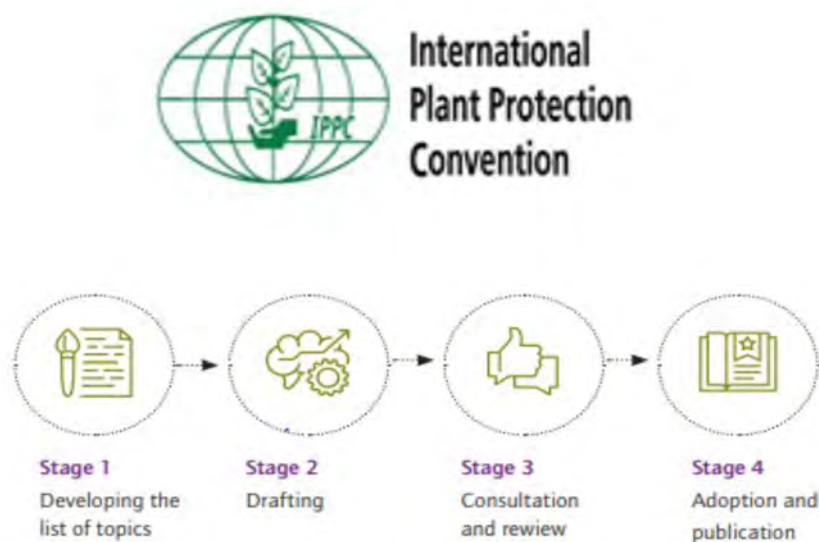 International
Plant Protection
Convention
IPPC
Stage 1
Developing the
list of topics
Stage 2
Drafting
Stage 3
Consultation
and rewiew
Stage 4
Adoption and
publication